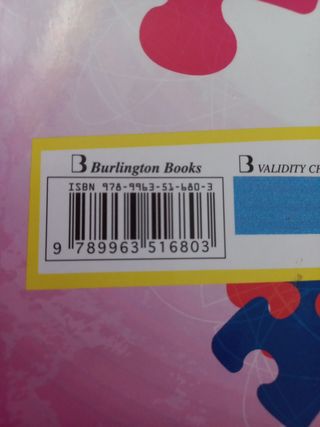 B Burlington Books
ISBN 978-9963-51-680-3
9 789963 516803
B VALIDITY CH